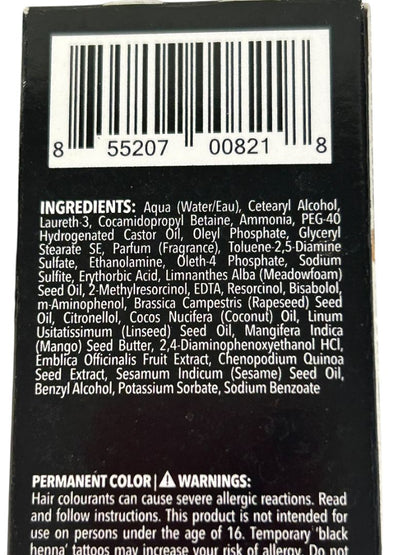 8 55207 00821 8
INGREDIENTS: Aqua (Water/Eau), Cetearyl Alcohol,
Laureth-3, Cocamidopropyl Betaine, Ammonia, PEG-40
Hydrogenated Castor Oil, Oleyl Phosphate, Glyceryl
Stearate SE, Parfum (Fragrance), Toluene-2,5-Diamine
Sulfate, Ethanolamine, Oleth-4 Phosphate, Sodium
Sulfite, Erythorbic Acid, Limnanthes Alba (Meadowfoam)
Seed Oil, 2-Methylresorcinol, EDTA, Resorcinol, Bisabolol,
m-Aminophenol, Brassica Campestris (Rapeseed) Seed
Oil, Citronellol, Cocos Nucifera (Coconut) Oil, Linum
Usitatissimum (Linseed) Seed Oil, Mangifera Indica
(Mango) Seed Butter, 2,4-Diaminophenoxyethanol HCl,
Emblica Officinalis Fruit Extract, Chenopodium Quinoa
Seed Extract, Sesamum Indicum (Sesame) Seed Oil,
Benzyl Alcohol, Potassium Sorbate, Sodium Benzoate
PERMANENT COLOR | ⚠ WARNINGS:
Hair colourants can cause severe allergic reactions. Read
and follow instructions. This product is not intended for
use on persons under the age of 16. Temporary 'black
henna' tattoos may increase your risk of allergy. Do not